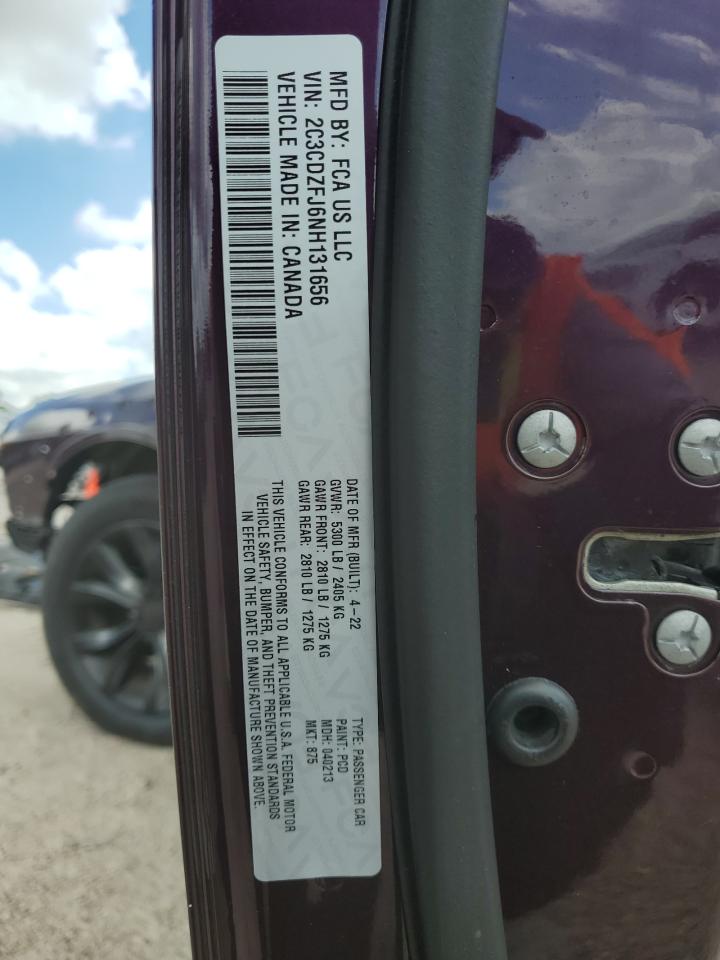 MFD BY: FCA US LLC
VIN: 2C3CDZFJ6NH131656
VEHICLE MADE IN: CANADA
DATE OF MFR (BUILT): 4-22
GVWR: 5300 LB / 2405 KG
GAWR FRONT: 2810 LB / 1275 KG
GAWR REAR: 2810 LB / 1275 KG
TYPE: PASSENGER CAR
PAINT: PCD
MDH: 040213
MKT: 875
THIS VEHICLE CONFORMS TO ALL APPLICABLE U.S.A. FEDERAL MOTOR
VEHICLE SAFETY, BUMPER, AND THEFT PREVENTION STANDARDS
IN EFFECT ON THE DATE OF MANUFACTURE SHOWN ABOVE.